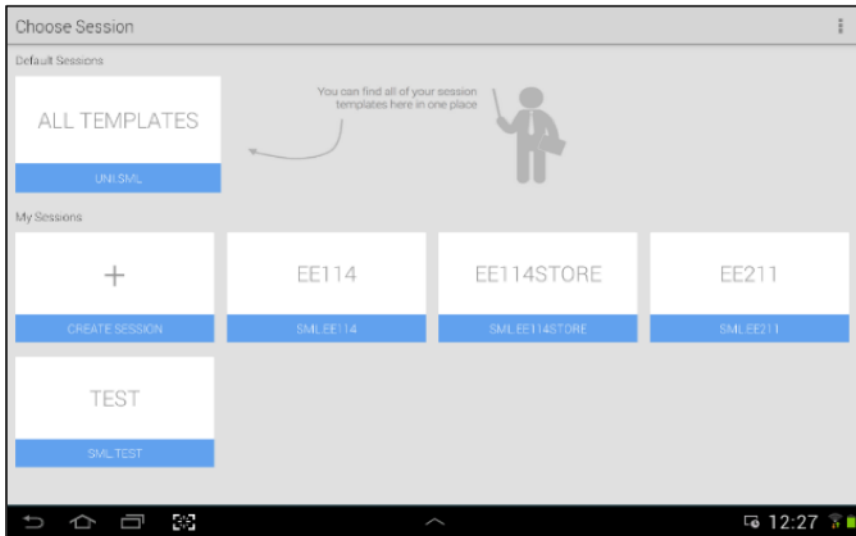 Choose Session
Default Sessions
ALL TEMPLATES
UNI.SML
You can find all of your session
templates here in one place
My Sessions
+
CREATE SESSION
EE114
SML.EE114
EE114STORE
SML.EE114STORE
EE211
SML.EE211
TEST
SML.TEST
12:27